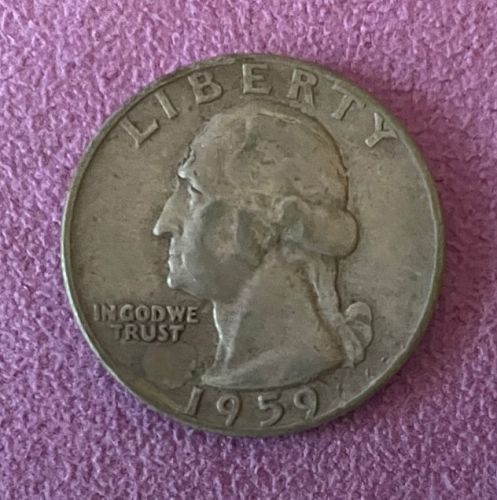 LIBERTY
IN GOD WE
TRUST
1959